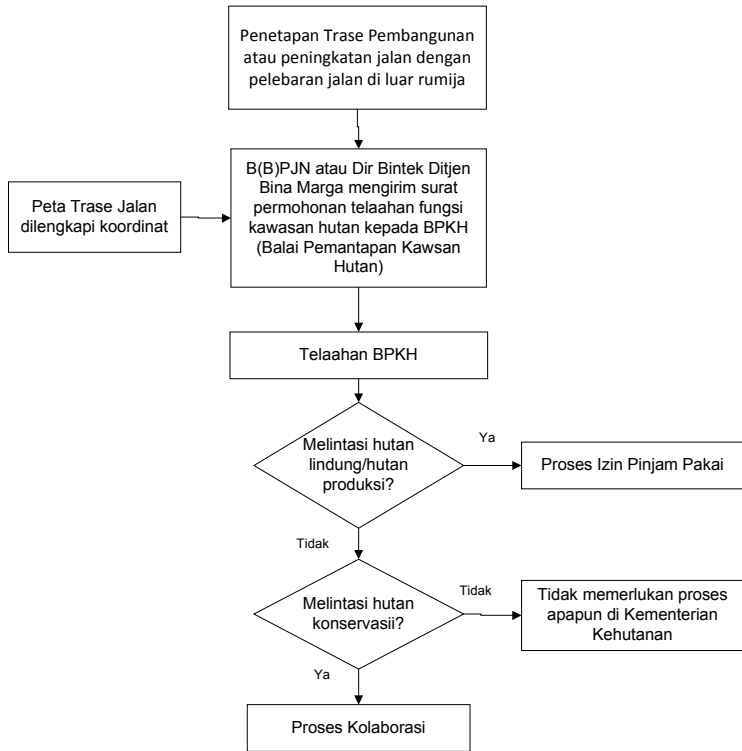 Penetapan Trase Pembangunan
atau peningkatan jalan dengan
pelebaran jalan di luar rumija
B(B)PJN atau Dir Bintek Ditjen
Bina Marga mengirim surat
permohonan telaahan fungsi
kawasan hutan kepada BPKH
(Balai Pemantapan Kawsan
Hutan)
Peta Trase Jalan
dilengkapi koordinat
Telaahan BPKH
Melintasi hutan
lindung/hutan
produksi?
Ya
Proses Izin Pinjam Pakai
Tidak
Melintasi hutan
konservasii?
Tidak
Tidak memerlukan proses
apapun di Kementerian
Kehutanan
Ya
Proses Kolaborasi